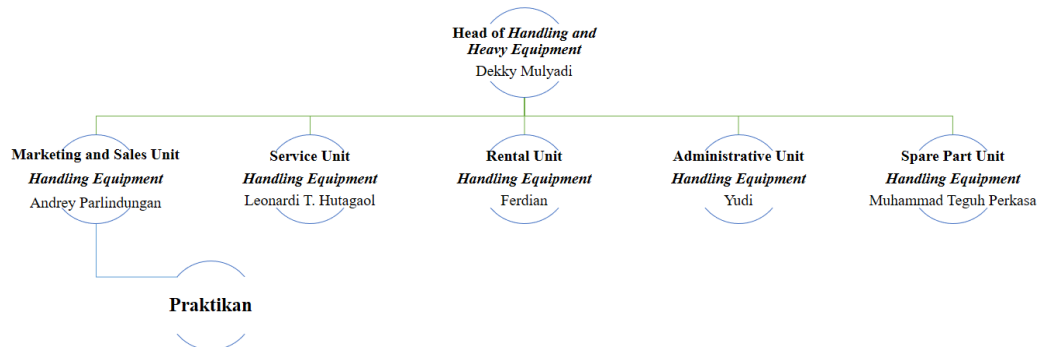 Head of Handling and
Heavy Equipment
Dekky Mulyadi
Marketing and Sales Unit
Handling Equipment
Andrey Parlindungan
Service Unit
Handling Equipment
Leonardi T. Hutagaol
Rental Unit
Handling Equipment
Ferdian
Administrative Unit
Handling Equipment
Yudi
Spare Part Unit
Handling Equipment
Muhammad Teguh Perkasa
Praktikan